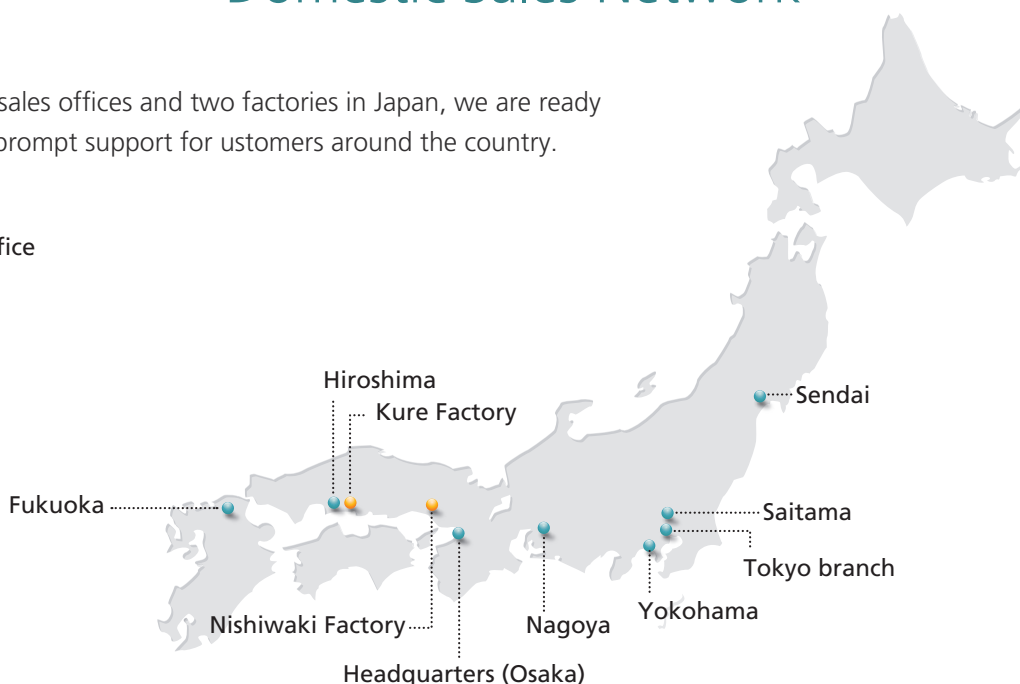 Domestic Sales Network
sales offices and two factories in Japan, we are ready
prompt support for ustomers around the country.
fice
Hiroshima
Kure Factory
Sendai
Fukuoka
Saitama
Tokyo branch
Yokohama
Nishiwaki Factory
Nagoya
Headquarters (Osaka)